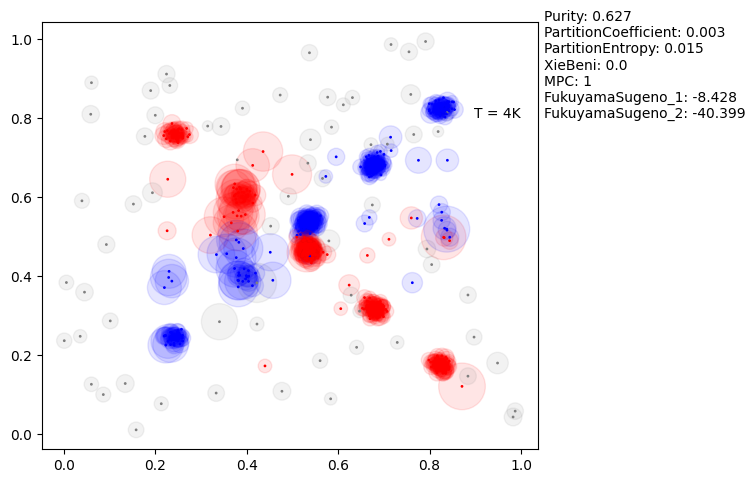 Purity: 0.627
PartitionCoefficient: 0.003
PartitionEntropy: 0.015
XieBeni: 0.0
MPC: 1
FukuyamaSugeno_1: -8.428
FukuyamaSugeno_2: -40.399
T = 4K
1.0
0.8
0.6
0.4
0.2
0.0
0.0 0.2 0.4 0.6 0.8 1.0